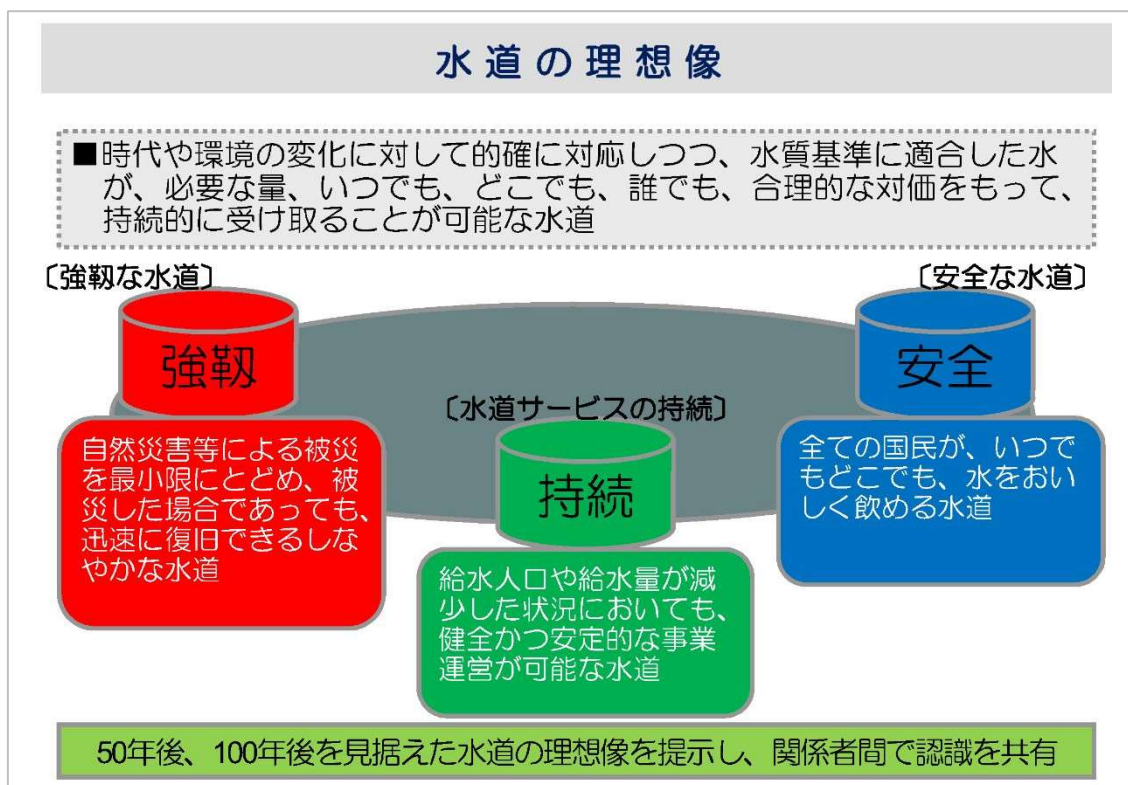 水道の理想像
■時代や環境の変化に対して的確に対応しつつ、水質基準に適合した水
が、必要な量、いつでも、どこでも、誰でも、合理的な対価をもって、
持続的に受け取ることが可能な水道
〔強靱な水道〕
〔安全な水道〕
強靱
安全
〔水道サービスの持続〕
持続
自然災害等による被災
を最小限にとどめ、被
災した場合であっても、
迅速に復旧できるしな
やかな水道
全ての国民が、いつで
もどこでも、水をおい
しく飲める水道
給水人口や給水量が減
少した状況においても、
健全かつ安定的な事業
運営が可能な水道
50年後、100年後を見据えた水道の理想像を提示し、関係者間で認識を共有